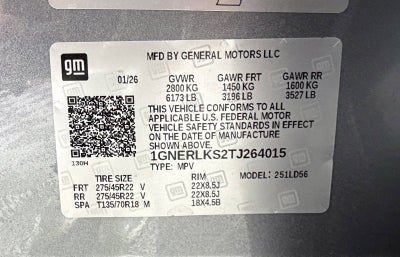 gm
MFD BY GENERAL MOTORS LLC
01/26 GVWR GAWR FRT GAWR RR
2800 KG 1450 KG 1600 KG
6173 LB 3196 LB 3527 LB
THIS VEHICLE CONFORMS TO ALL
APPLICABLE U.S. FEDERAL MOTOR
VEHICLE SAFETY STANDARDS IN EFFECT
ON THE DATE OF MANUFACTURE
SHOWN ABOVE.
1GNERLKS2TJ264015
130H TYPE: MPV
TIRE SIZE RIM MODEL: 251LD56
FRT 275/45R22 V 22X8.5J
RR 275/45R22 V 22X8.5J
SPA T135/70R18 M 18X4.5B